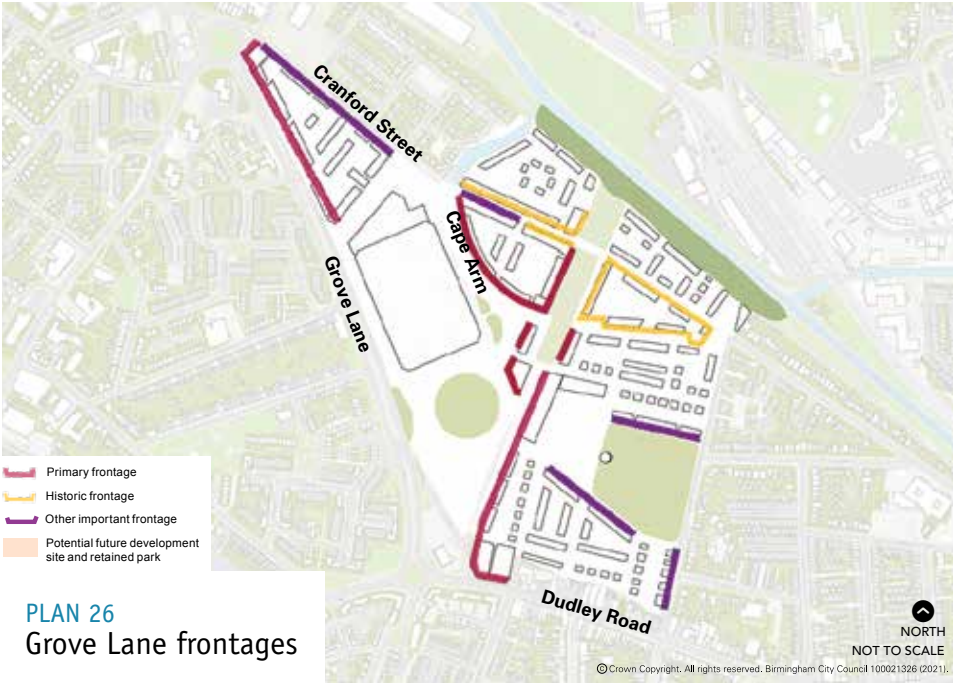 Cranford Street
Cape Arm
Grove Lane
Primary frontage
Historic frontage
Other important frontage
Potential future development
site and retained park
PLAN 26
Grove Lane frontages
Dudley Road
NORTH
NOT TO SCALE
© Crown Copyright. All rights reserved. Birmingham City Council 100021326 (2021).